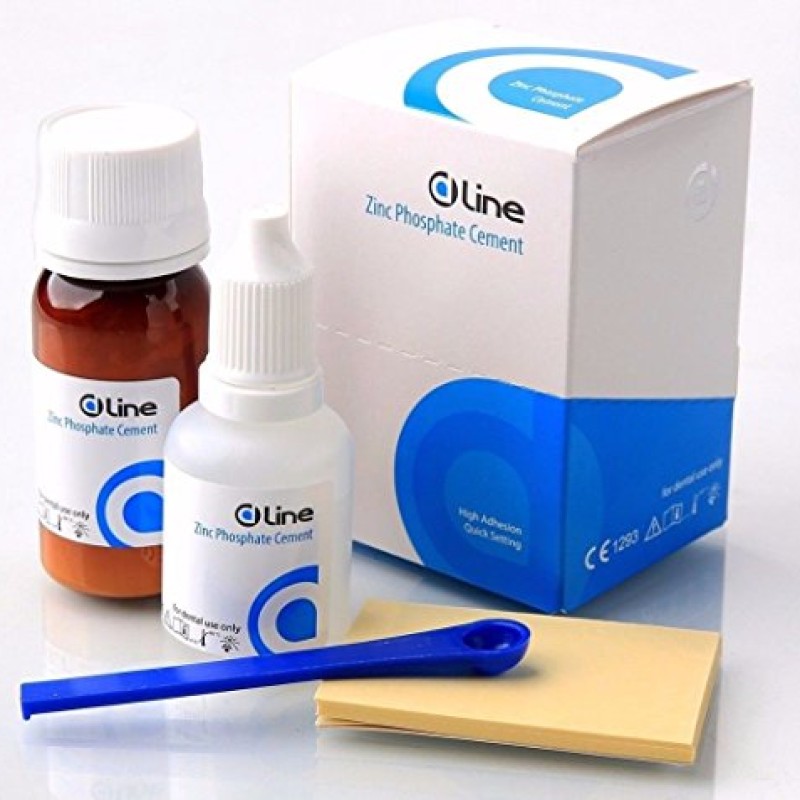 Zinc Phosphate
Cement
d Line
Zinc Phosphate Cement
High Adhesion
Quick Setting
for dental use only
CE 1293
d Line
Zinc Phosphate Cement
for dental use only
d Line
Zinc Phosphate Cement
for dental use only